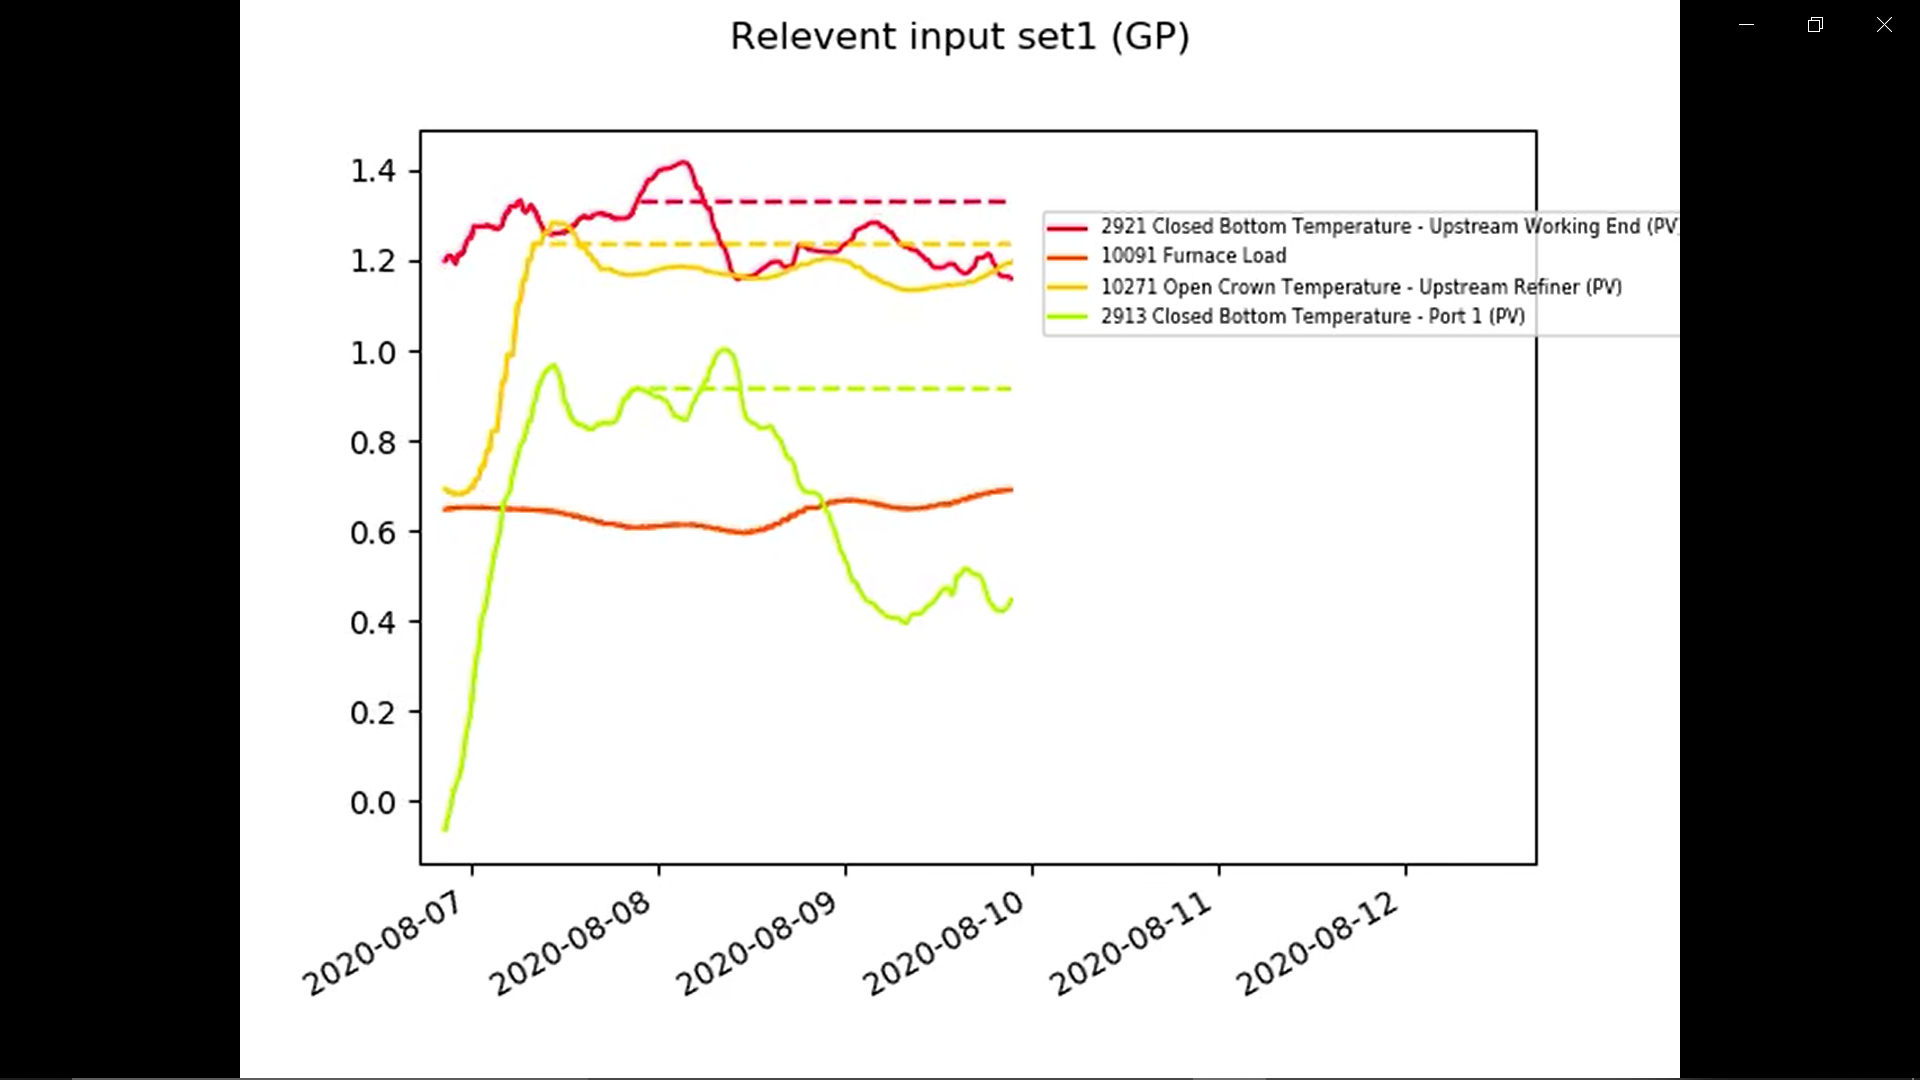 Relevent input set1 (GP)
1.4
1.2
1.0
0.8
0.6
0.4
0.2
0.0
2921 Closed Bottom Temperature - Upstream Working End (PV)
10091 Furnace Load
10271 Open Crown Temperature - Upstream Refiner (PV)
2913 Closed Bottom Temperature - Port 1 (PV)
2020-08-07
2020-08-08
2020-08-09
2020-08-10
2020-08-11
2020-08-12